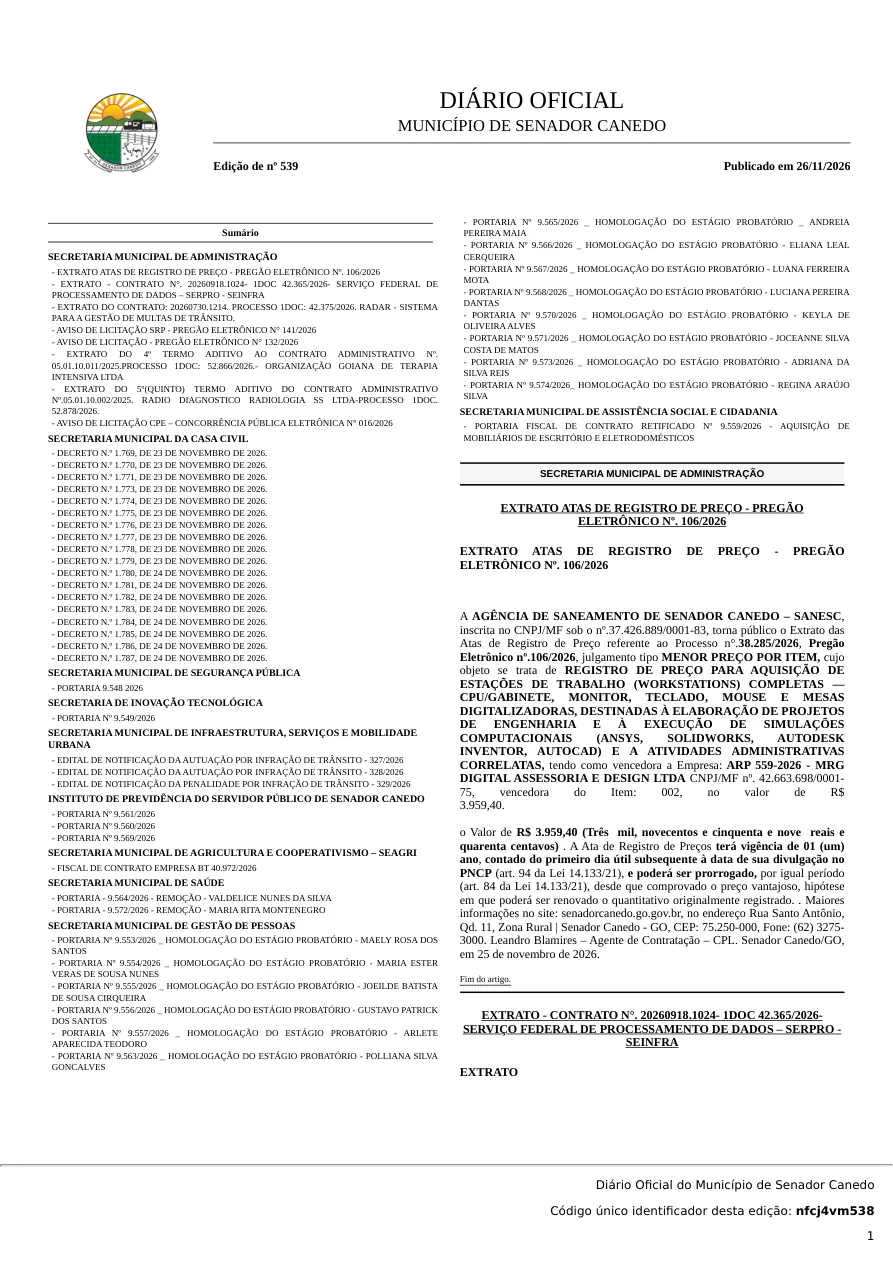 DIÁRIO OFICIAL
MUNICÍPIO DE SENADOR CANEDO
Edição de nº 539
Publicado em 26/11/2026
Sumário
SECRETARIA MUNICIPAL DE ADMINISTRAÇÃO
- EXTRATO ATAS DE REGISTRO DE PREÇO - PREGÃO ELETRÔNICO Nº. 106/2026
- EXTRATO - CONTRATO N°. 20260918.1024- 1DOC 42.365/2026- SERVIÇO FEDERAL DE
PROCESSAMENTO DE DADOS – SERPRO - SEINFRA
- EXTRATO DO CONTRATO: 20260730.1214. PROCESSO 1DOC: 42.375/2026. RADAR - SISTEMA
PARA A GESTÃO DE MULTAS DE TRÂNSITO.
- AVISO DE LICITAÇÃO SRP - PREGÃO ELETRÔNICO N° 141/2026
- AVISO DE LICITAÇÃO - PREGÃO ELETRÔNICO N° 132/2026
- EXTRATO DO 4º TERMO ADITIVO AO CONTRATO ADMINISTRATIVO Nº.
05.01.10.011/2025.PROCESSO 1DOC: 52.866/2026.- ORGANIZAÇÃO GOIANA DE TERAPIA
INTENSIVA LTDA
- EXTRATO DO 5º(QUINTO) TERMO ADITIVO DO CONTRATO ADMINISTRATIVO
Nº.05.01.10.002/2025. RADIO DIAGNOSTICO RADIOLOGIA SS LTDA-PROCESSO 1DOC.
52.878/2026.
- AVISO DE LICITAÇÃO CPE – CONCORRÊNCIA PÚBLICA ELETRÔNICA N° 016/2026
SECRETARIA MUNICIPAL DA CASA CIVIL
- DECRETO N.º 1.769, DE 23 DE NOVEMBRO DE 2026.
- DECRETO N.º 1.770, DE 23 DE NOVEMBRO DE 2026.
- DECRETO N.º 1.771, DE 23 DE NOVEMBRO DE 2026.
- DECRETO N.º 1.773, DE 23 DE NOVEMBRO DE 2026.
- DECRETO N.º 1.774, DE 23 DE NOVEMBRO DE 2026.
- DECRETO N.º 1.775, DE 23 DE NOVEMBRO DE 2026.
- DECRETO N.º 1.776, DE 23 DE NOVEMBRO DE 2026.
- DECRETO N.º 1.777, DE 23 DE NOVEMBRO DE 2026.
- DECRETO N.º 1.778, DE 23 DE NOVEMBRO DE 2026.
- DECRETO N.º 1.779, DE 23 DE NOVEMBRO DE 2026.
- DECRETO N.º 1.780, DE 24 DE NOVEMBRO DE 2026.
- DECRETO N.º 1.781, DE 24 DE NOVEMBRO DE 2026.
- DECRETO N.º 1.782, DE 24 DE NOVEMBRO DE 2026.
- DECRETO N.º 1.783, DE 24 DE NOVEMBRO DE 2026.
- DECRETO N.º 1.784, DE 24 DE NOVEMBRO DE 2026.
- DECRETO N.º 1.785, DE 24 DE NOVEMBRO DE 2026.
- DECRETO N.º 1.786, DE 24 DE NOVEMBRO DE 2026.
- DECRETO N.º 1.787, DE 24 DE NOVEMBRO DE 2026.
SECRETARIA MUNICIPAL DE SEGURANÇA PÚBLICA
- PORTARIA 9.548 2026
SECRETARIA DE INOVAÇÃO TECNOLÓGICA
- PORTARIA Nº 9.549/2026
SECRETARIA MUNICIPAL DE INFRAESTRUTURA, SERVIÇOS E MOBILIDADE
URBANA
- EDITAL DE NOTIFICAÇÃO DA AUTUAÇÃO POR INFRAÇÃO DE TRÂNSITO - 327/2026
- EDITAL DE NOTIFICAÇÃO DA AUTUAÇÃO POR INFRAÇÃO DE TRÂNSITO - 328/2026
- EDITAL DE NOTIFICAÇÃO DA PENALIDADE POR INFRAÇÃO DE TRÂNSITO - 329/2026
INSTITUTO DE PREVIDÊNCIA DO SERVIDOR PÚBLICO DE SENADOR CANEDO
- PORTARIA Nº 9.561/2026
- PORTARIA Nº 9.560/2026
- PORTARIA Nº 9.569/2026
SECRETARIA MUNICIPAL DE AGRICULTURA E COOPERATIVISMO – SEAGRI
- FISCAL DE CONTRATO EMPRESA BT 40.972/2026
SECRETARIA MUNICIPAL DE SAÚDE
- PORTARIA - 9.564/2026 - REMOÇÃO - VALDELICE NUNES DA SILVA
- PORTARIA - 9.572/2026 - REMOÇÃO - MARIA RITA MONTENEGRO
SECRETARIA MUNICIPAL DE GESTÃO DE PESSOAS
- PORTARIA Nº 9.553/2026 _ HOMOLOGAÇÃO DO ESTÁGIO PROBATÓRIO - MAELY ROSA DOS
SANTOS
- PORTARIA Nº 9.554/2026 _ HOMOLOGAÇÃO DO ESTÁGIO PROBATÓRIO - MARIA ESTER
VERAS DE SOUSA NUNES
- PORTARIA Nº 9.555/2026 _ HOMOLOGAÇÃO DO ESTÁGIO PROBATÓRIO - JOEILDE BATISTA
DE SOUSA CIRQUEIRA
- PORTARIA Nº 9.556/2026 _ HOMOLOGAÇÃO DO ESTÁGIO PROBATÓRIO - GUSTAVO PATRICK
DOS SANTOS
- PORTARIA Nº 9.557/2026 _ HOMOLOGAÇÃO DO ESTÁGIO PROBATÓRIO - ARLETE
APARECIDA TEODORO
- PORTARIA Nº 9.563/2026 _ HOMOLOGAÇÃO DO ESTÁGIO PROBATÓRIO - POLLIANA SILVA
GONCALVES
- PORTARIA Nº 9.565/2026 _ HOMOLOGAÇÃO DO ESTÁGIO PROBATÓRIO _ ANDREIA
PEREIRA MAIA
- PORTARIA Nº 9.566/2026 _ HOMOLOGAÇÃO DO ESTÁGIO PROBATÓRIO - ELIANA LEAL
CERQUEIRA
- PORTARIA Nº 9.567/2026 _ HOMOLOGAÇÃO DO ESTÁGIO PROBATÓRIO - LUANA FERREIRA
MOTA
- PORTARIA Nº 9.568/2026 _ HOMOLOGAÇÃO DO ESTÁGIO PROBATÓRIO - LUCIANA PEREIRA
DANTAS
- PORTARIA Nº 9.570/2026 _ HOMOLOGAÇÃO DO ESTÁGIO PROBATÓRIO - KEYLA DE
OLIVEIRA ALVES
- PORTARIA Nº 9.571/2026 _ HOMOLOGAÇÃO DO ESTÁGIO PROBATÓRIO - JOCEANNE SILVA
COSTA DE MATOS
- PORTARIA Nº 9.573/2026 _ HOMOLOGAÇÃO DO ESTÁGIO PROBATÓRIO - ADRIANA DA
SILVA REIS
- PORTARIA Nº 9.574/2026_ HOMOLOGAÇÃO DO ESTÁGIO PROBATÓRIO - REGINA ARAÚJO
SILVA
SECRETARIA MUNICIPAL DE ASSISTÊNCIA SOCIAL E CIDADANIA
- PORTARIA FISCAL DE CONTRATO RETIFICADO Nº 9.559/2026 - AQUISIÇÃO DE
MOBILIÁRIOS DE ESCRITÓRIO E ELETRODOMÉSTICOS
SECRETARIA MUNICIPAL DE ADMINISTRAÇÃO
EXTRATO ATAS DE REGISTRO DE PREÇO - PREGÃO
ELETRÔNICO Nº. 106/2026
EXTRATO ATAS DE REGISTRO DE PREÇO - PREGÃO
ELETRÔNICO Nº. 106/2026
A AGÊNCIA DE SANEAMENTO DE SENADOR CANEDO – SANESC,
inscrita no CNPJ/MF sob o nº.37.426.889/0001-83, torna público o Extrato das
Atas de Registro de Preço referente ao Processo n°.38.285/2026, Pregão
Eletrônico nº.106/2026, julgamento tipo MENOR PREÇO POR ITEM, cujo
objeto se trata de REGISTRO DE PREÇO PARA AQUISIÇÃO DE
ESTAÇÕES DE TRABALHO (WORKSTATIONS) COMPLETAS —
CPU/GABINETE, MONITOR, TECLADO, MOUSE E MESAS
DIGITALIZADORAS, DESTINADAS À ELABORAÇÃO DE PROJETOS
DE ENGENHARIA E À EXECUÇÃO DE SIMULAÇÕES
COMPUTACIONAIS (ANSYS, SOLIDWORKS, AUTODESK
INVENTOR, AUTOCAD) E A ATIVIDADES ADMINISTRATIVAS
CORRELATAS, tendo como vencedora a Empresa: ARP 559-2026 - MRG
DIGITAL ASSESSORIA E DESIGN LTDA CNPJ/MF nº. 42.663.698/0001-
75, vencedora do Item: 002, no valor de R$
3.959,40.
o Valor de R$ 3.959,40 (Três mil, novecentos e cinquenta e nove reais e
quarenta centavos) . A Ata de Registro de Preços terá vigência de 01 (um)
ano, contado do primeiro dia útil subsequente à data de sua divulgação no
PNCP (art. 94 da Lei 14.133/21), e poderá ser prorrogado, por igual período
(art. 84 da Lei 14.133/21), desde que comprovado o preço vantajoso, hipótese
em que poderá ser renovado o quantitativo originalmente registrado. . Maiores
informações no site: senadorcanedo.go.gov.br, no endereço Rua Santo Antônio,
Qd. 11, Zona Rural | Senador Canedo - GO, CEP: 75.250-000, Fone: (62) 3275-
3000. Leandro Blamires – Agente de Contratação – CPL. Senador Canedo/GO,
em 25 de novembro de 2026.
Fim do artigo.
EXTRATO - CONTRATO N°. 20260918.1024- 1DOC 42.365/2026-
SERVIÇO FEDERAL DE PROCESSAMENTO DE DADOS – SERPRO -
SEINFRA
EXTRATO
Diário Oficial do Município de Senador Canedo
Código único identificador desta edição: nfcj4vm538
1